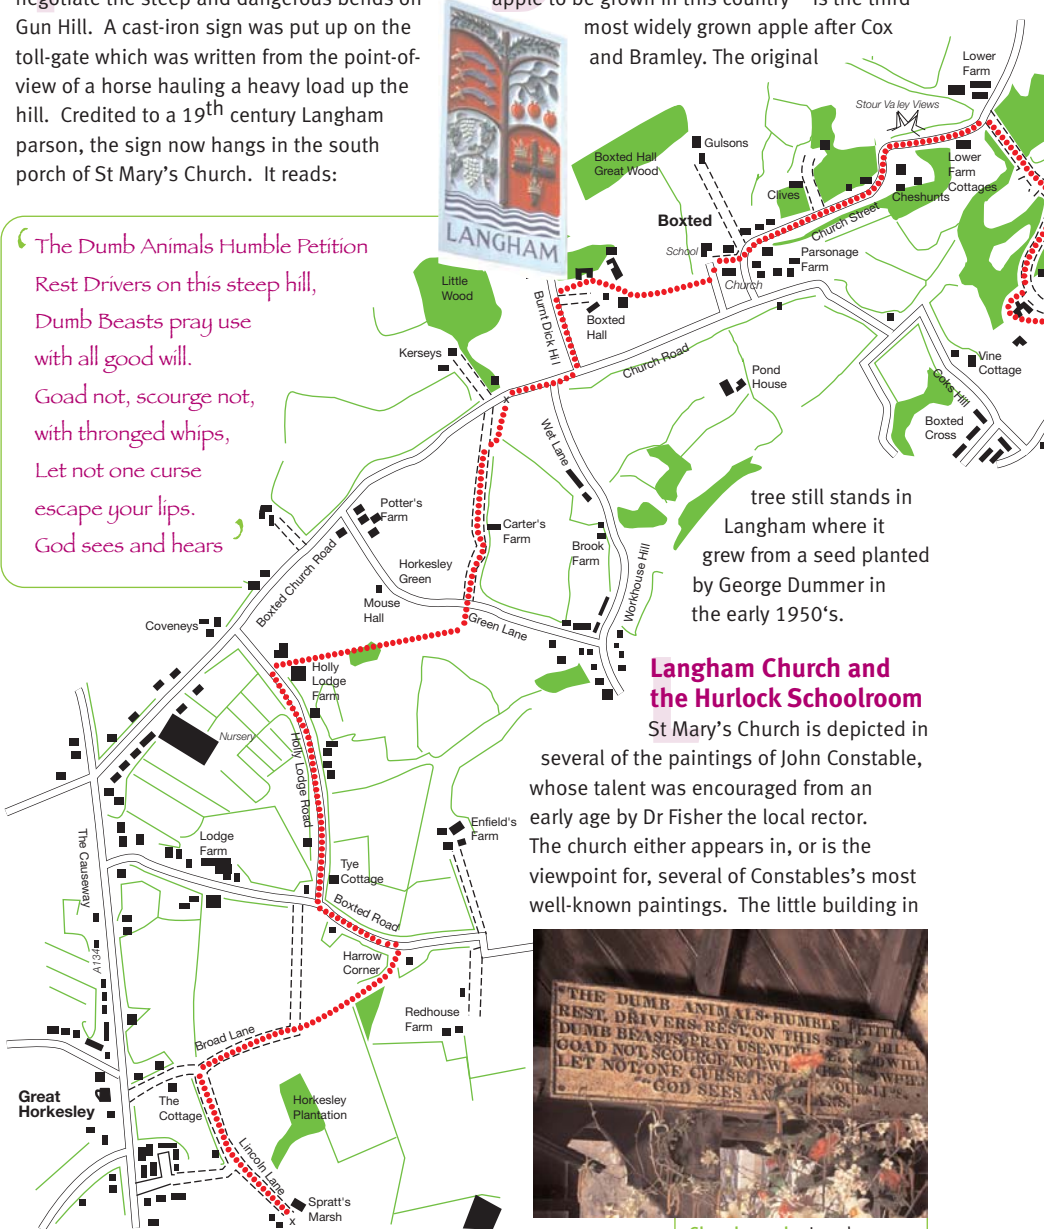 negotiate the steep and dangerous bends on
Gun Hill. A cast-iron sign was put up on the
toll-gate which was written from the point-of-
view of a horse hauling a heavy load up the
hill. Credited to a 19th century Langham
parson, the sign now hangs in the south
porch of St Mary's Church. It reads:
The Dumb Animals Humble Petition
Rest Drivers on this steep hill,
Dumb Beasts pray use
with all good will.
Goad not, scourge not,
with thronged whips,
Let not one curse
escape your lips.
God sees and hears
LANGHAM
apple to be grown in this country – is the third
most widely grown apple after Cox
and Bramley. The original
tree still stands in
Langham where it
grew from a seed planted
by George Dummer in
the early 1950‘s.
Langham Church and
the Hurlock Schoolroom
St Mary's Church is depicted in
several of the paintings of John Constable,
whose talent was encouraged from an
early age by Dr Fisher the local rector.
The church either appears in, or is the
viewpoint for, several of Constables's most
well-known paintings. The little building in
Lower
Farm
Stour Valley Views
Gulsons
Boxted Hall
Great Wood
Lower
Farm
Cottages
Clives
Cheshunts
Church Street
Boxted
School
Parsonage
Farm
Church
Little
Wood
Burnt Dick Hill
Boxted
Hall
Kerseys
Church Road
Pond
House
Vine
Cottage
Coks Hill
Boxted
Cross
x
Wet Lane
Potter's
Farm
Carter's
Farm
Brook
Farm
Workhouse Hill
Horkesley
Green
Boxted Church Road
Mouse
Hall
Green Lane
Coveneys
Holly
Lodge
Farm
Nursery
Holly Lodge Road
Enfield's
Farm
Lodge
Farm
The Causeway
Tye
Cottage
Boxted Road
A134
Harrow
Corner
Redhouse
Farm
Broad Lane
Great
Horkesley
The
Cottage
Horkesley
Plantation
Lincoln Lane
Spratt's
Marsh
x
"THE DUMB ANIMALS HUMBLE
REST, DRIVERS REST, ON THIS STEEP HILL
DUMB BEASTS PRAY USE WITH
GOAD NOT, SCOURGE NOT,
LET NOT ONE CURSE
"GOD SEES